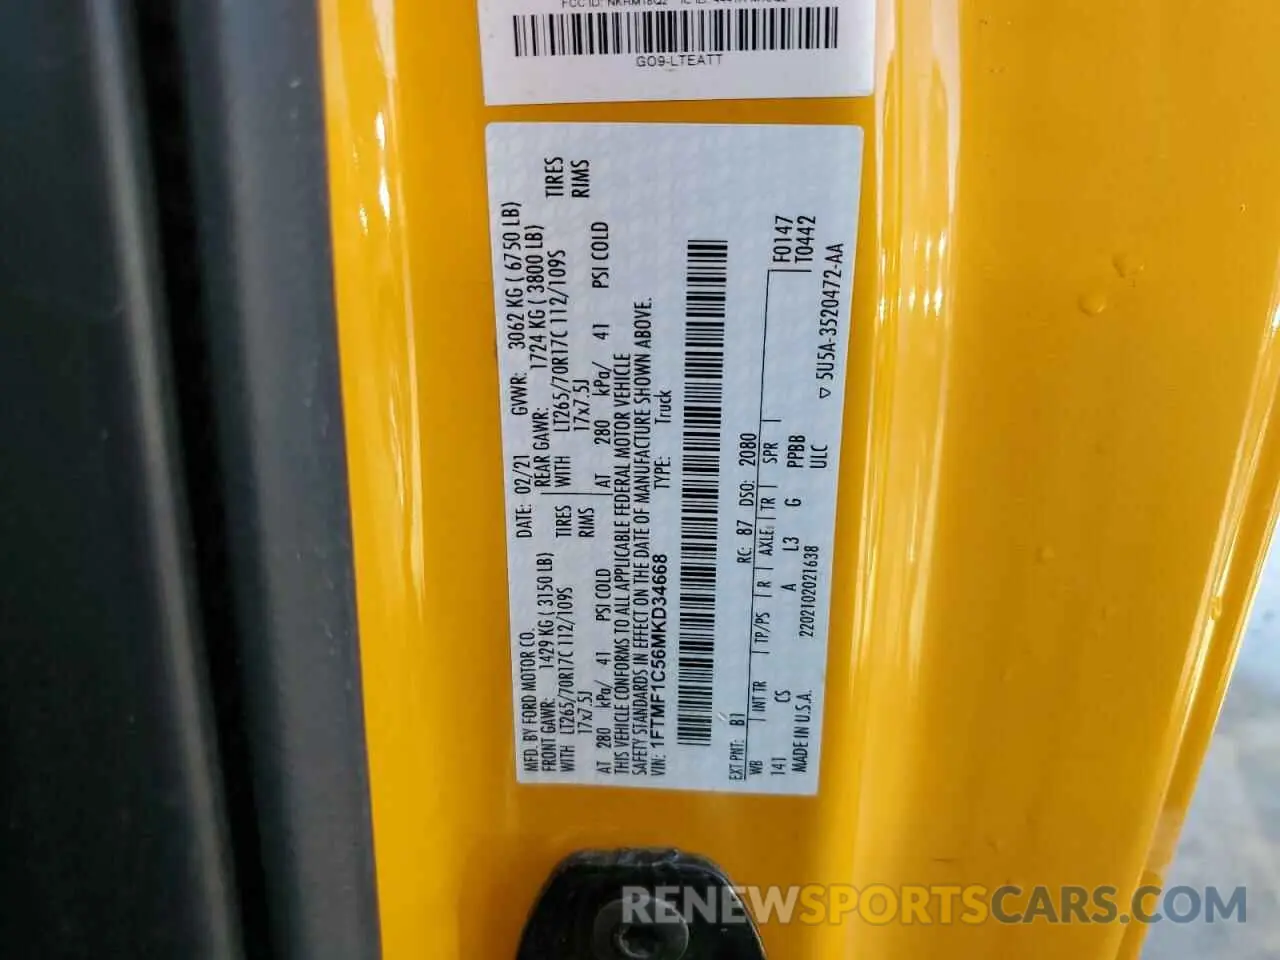 GO9-LTEATT
MFD. BY FORD MOTOR CO.
DATE: 02/21
GVWR: 3062 KG ( 6750 LB)
FRONT GAWR: 1429 KG ( 3150 LB)
REAR GAWR: 1724 KG ( 3800 LB)
WITH LT265/70R17C 112/109S TIRES
WITH LT265/70R17C 112/109S TIRES
17x7.5J RIMS
17x7.5J RIMS
AT 280 kPa/ 41 PSI COLD
AT 280 kPa/ 41 PSI COLD
THIS VEHICLE CONFORMS TO ALL APPLICABLE FEDERAL MOTOR VEHICLE
SAFETY STANDARDS IN EFFECT ON THE DATE OF MANUFACTURE SHOWN ABOVE.
VIN: 1FTMF1C56MKD34668
TYPE: Truck
EXT PNT: B1 RC: 87 DSO: 2080
WB INT TR TP/PS R AXLE TR SPR F0147
141 CS A L3 G PPBB T0442
MADE IN U.S.A. 2202102021638 ULC
5U5A-3520472-AA
RENEWSPORTSCARS.COM